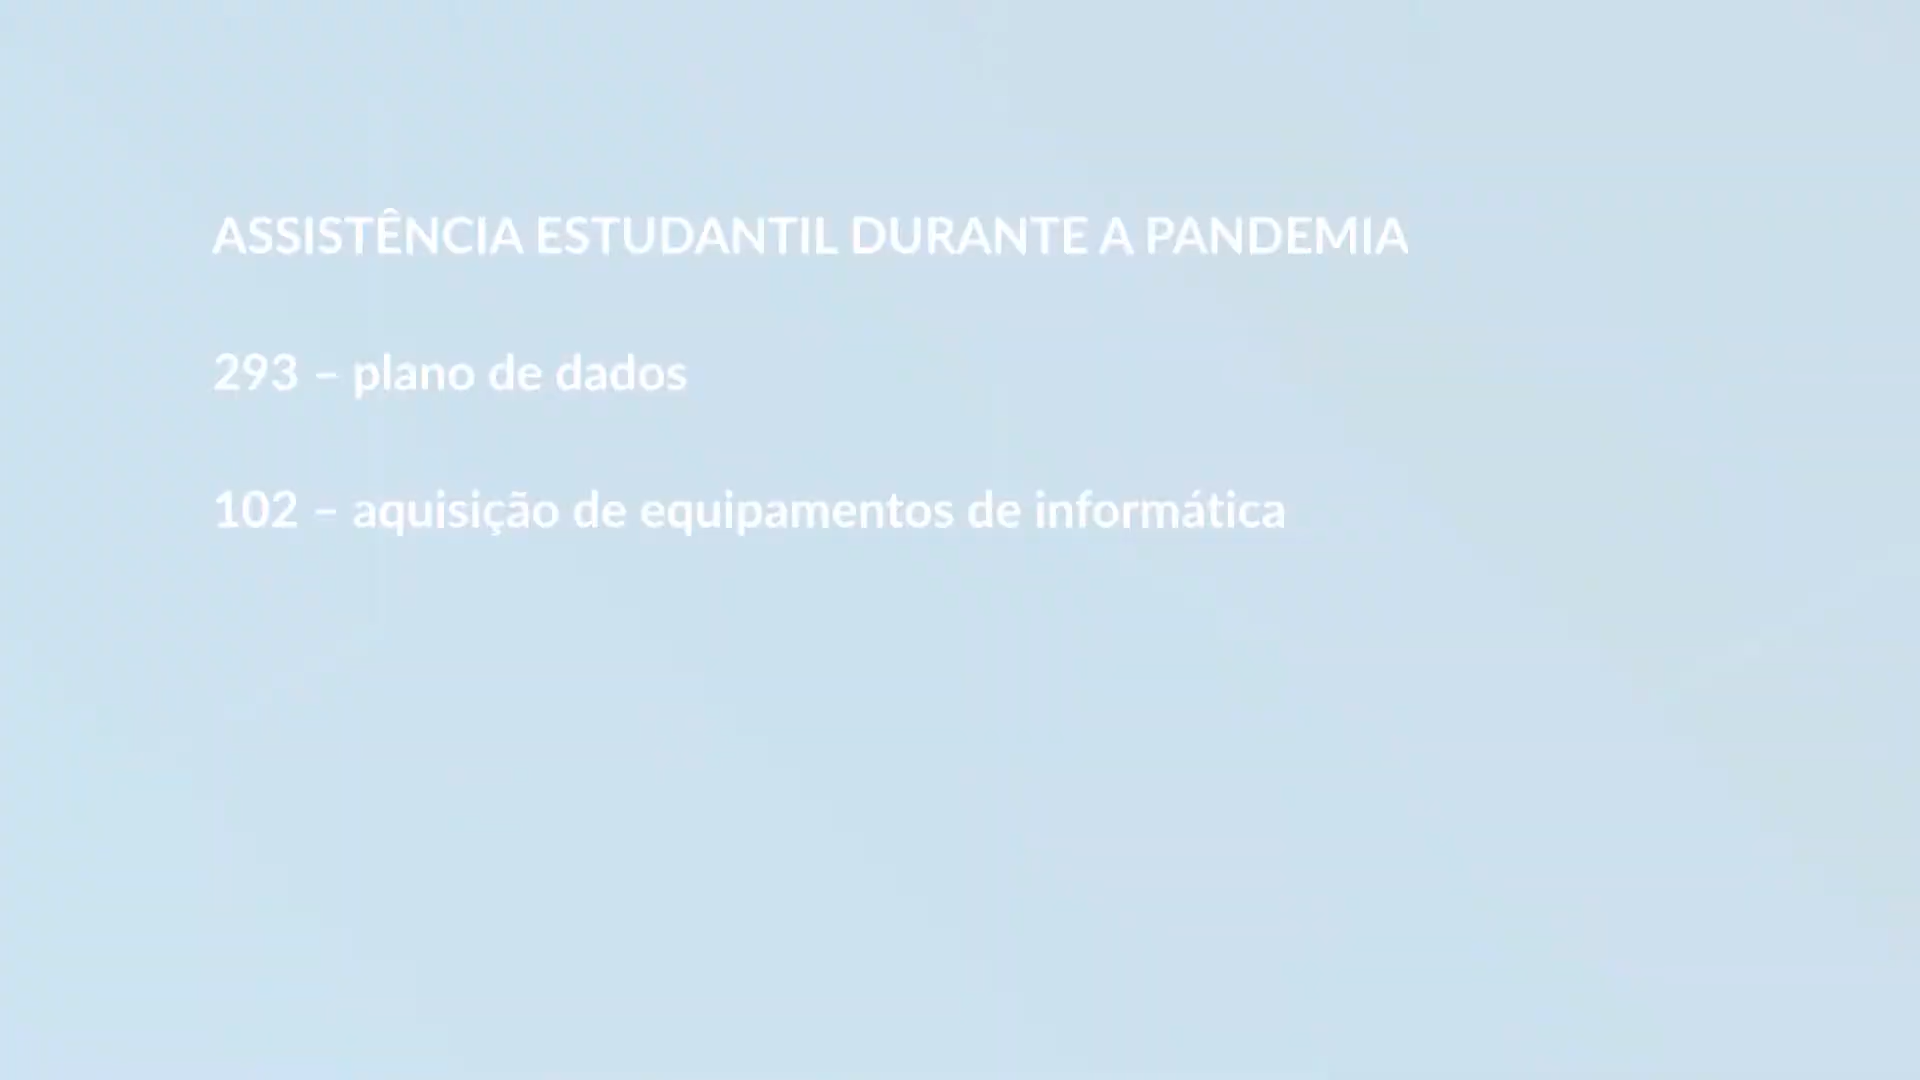 ASSISTÊNCIA ESTUDANTIL DURANTE A PANDEMIA
293 – plano de dados
102 – aquisição de equipamentos de informática